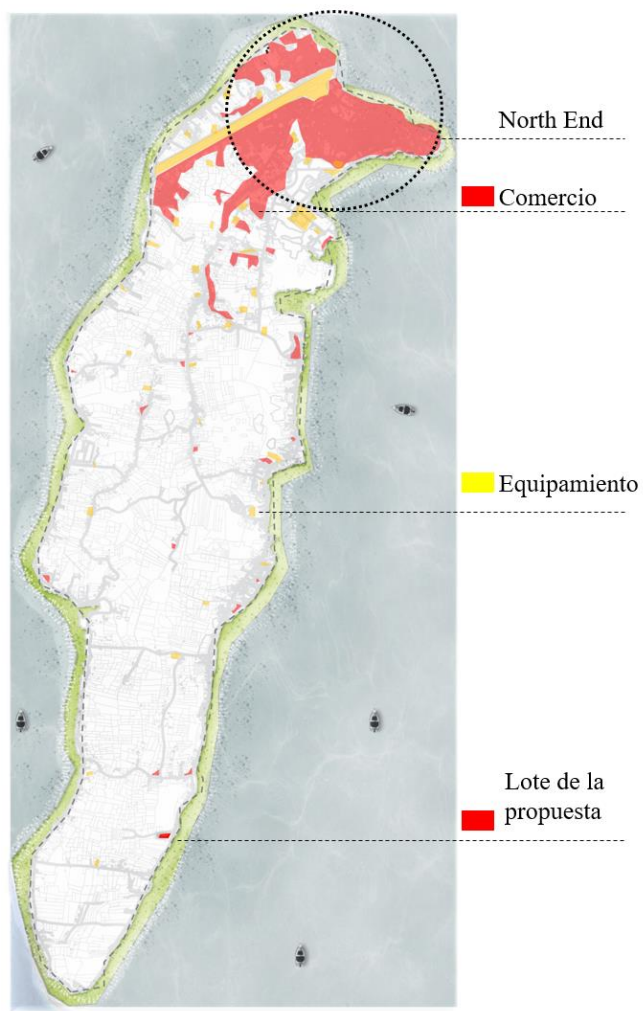 North End
Comercio
Equipamiento
Lote de la
propuesta